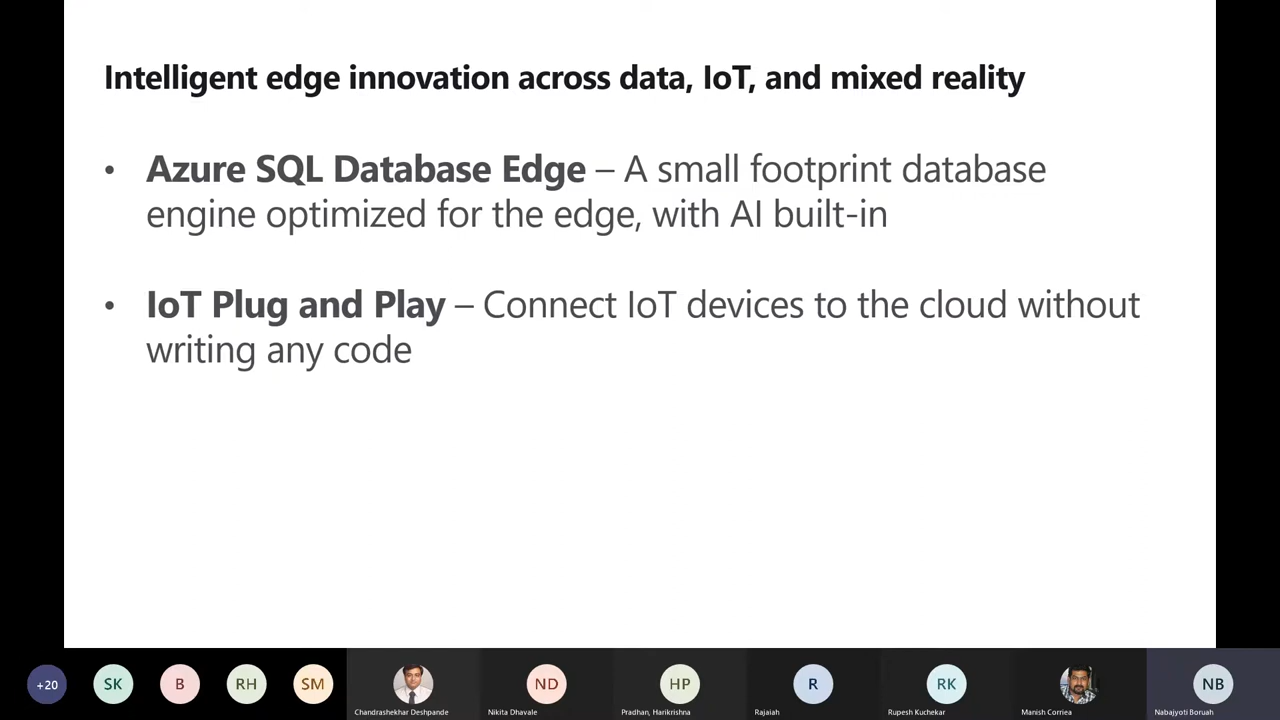 Intelligent edge innovation across data, IoT, and mixed reality
• Azure SQL Database Edge – A small footprint database
engine optimized for the edge, with AI built-in
• IoT Plug and Play – Connect IoT devices to the cloud without
writing any code
+20
SK
B
RH
SM
Chandrashekhar Deshpande
ND
Nikita Dhavale
HP
Pradhan, Harikrishna
R
Rajaiah
RK
Rupesh Kuchekar
Manish Corriea
NB
Nabajyoti Boruah